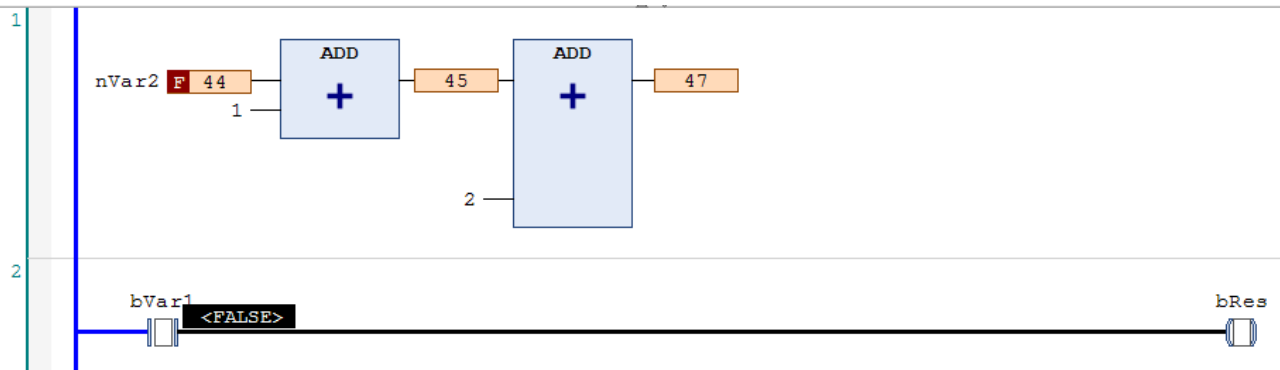 1
ADD ADD
nVar2 F 44 45 47
1
2
2
bVar1 bRes
<FALSE>